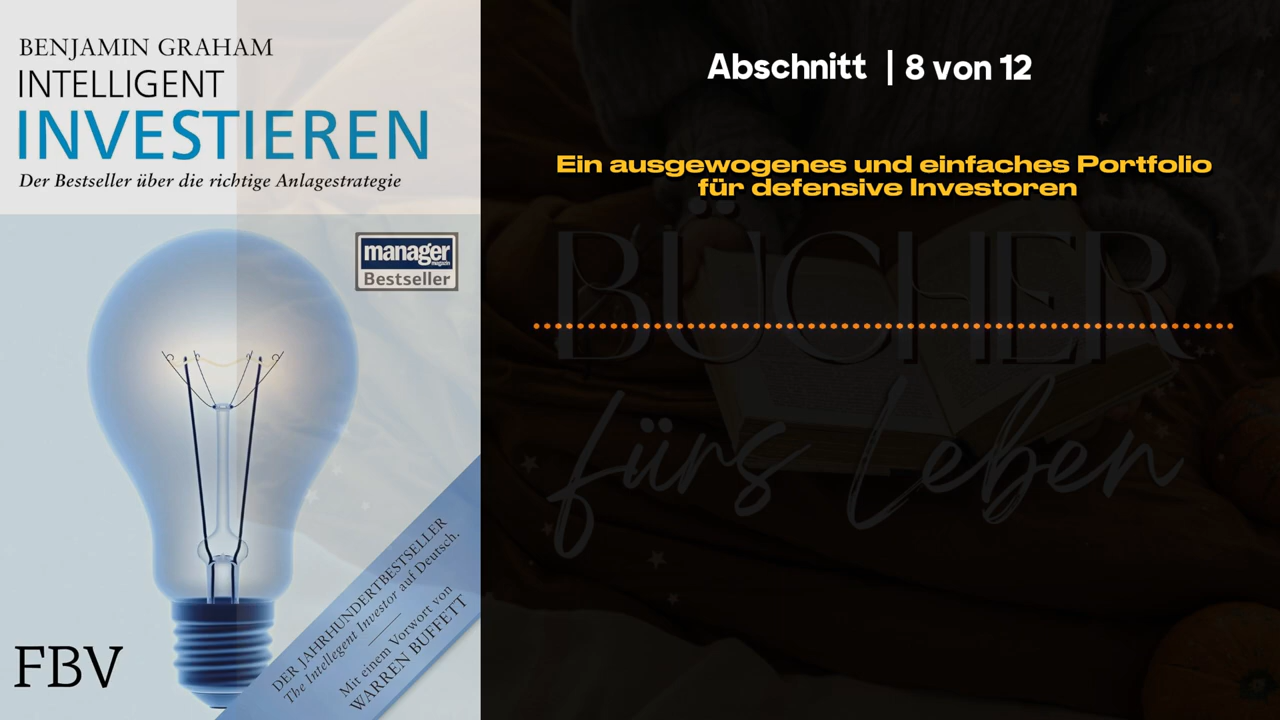 BENJAMIN GRAHAM
INTELLIGENT
INVESTIEREN
Der Bestseller über die richtige Anlagestrategie
manager
magazin
Bestseller
DER JAHRHUNDERTBESTSELLER
The Intellegent Investor auf Deutsch.
Mit einem Vorwort von
WARREN BUFFETT
FBV
Abschnitt | 8 von 12
Ein ausgewogenes und einfaches Portfolio
für defensive Investoren
BÜCHER
fürs Leben